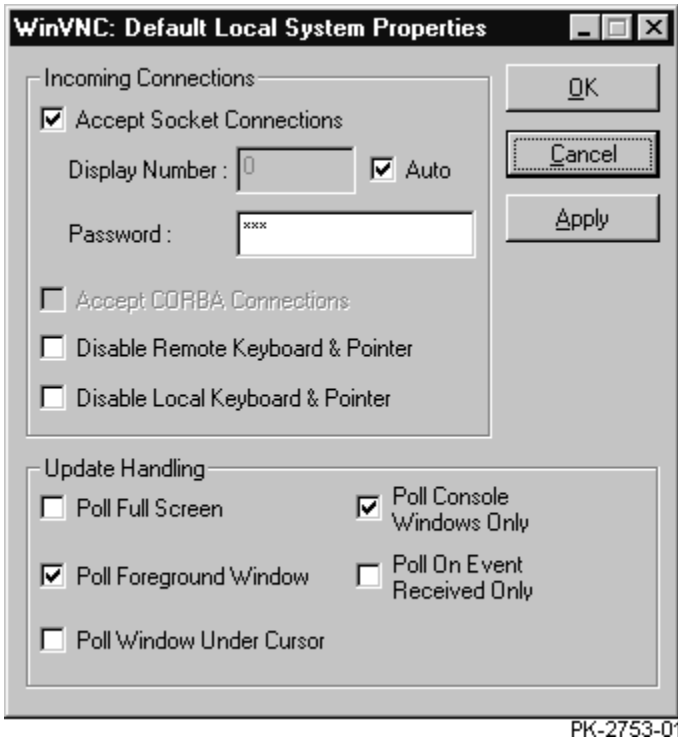 WinVNC: Default Local System Properties
Incoming Connections
OK
Accept Socket Connections
Display Number : 0 Auto
Cancel
Password : ***
Apply
Accept CORBA Connections
Disable Remote Keyboard & Pointer
Disable Local Keyboard & Pointer
Update Handling
Poll Full Screen
Poll Console
Windows Only
Poll Foreground Window
Poll On Event
Received Only
Poll Window Under Cursor
PK-2753-01